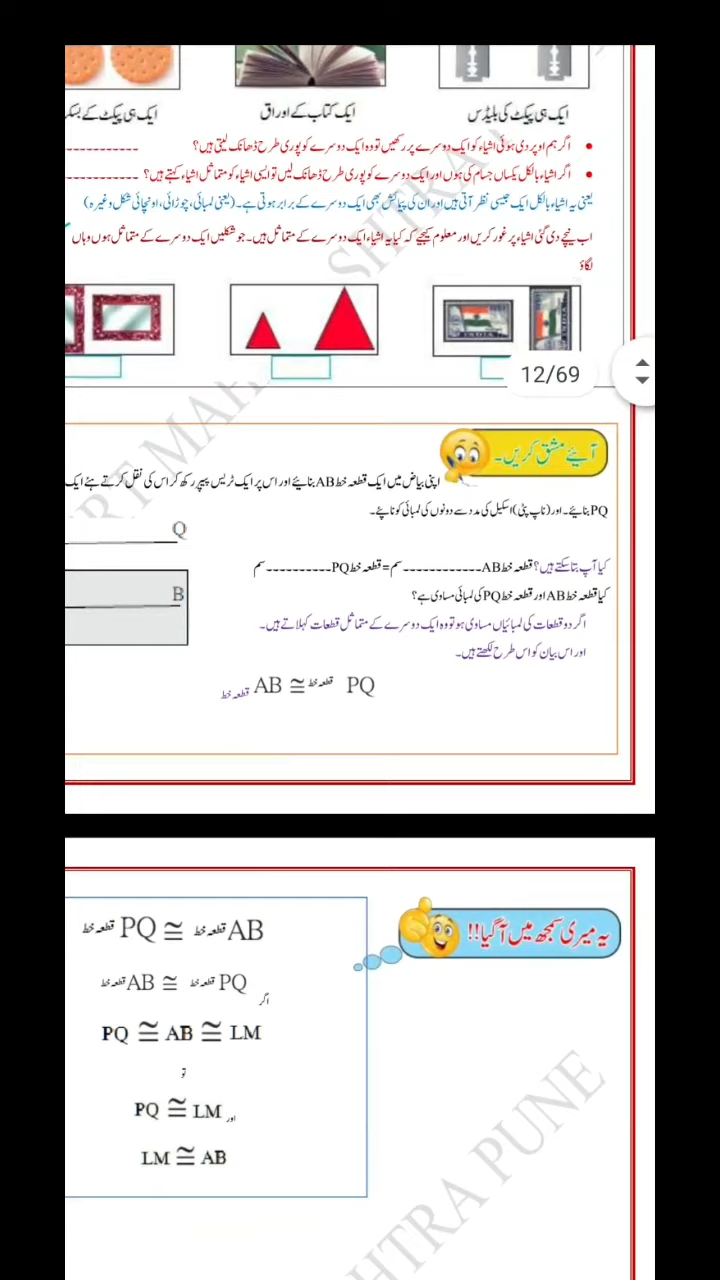 ایک ہی پیکٹ کی بلیڈس
ایک کتاب کے اوراق
ایک ہی پیکٹ کے بسک
• اگر ہم اوپر دی ہوئی اشیاء کو ایک دوسرے پر رکھیں تو وہ ایک دوسرے کو پوری طرح ڈھانک لیتی ہیں؟ -----------
• اگر اشیاء بالکل یکساں جسام کی ہوں اور ایک دوسرے کو پوری طرح ڈھانک لیں تو ایسی اشیاء کو متماثل اشیاء کہتے ہیں؟ -----------
یعنی یہ اشیاء بالکل ایک جیسی نظر آتی ہیں اور ان کی پیمائش بھی ایک دوسرے کے برابر ہوتی ہے۔ (یعنی لمبائی، چوڑائی، اونچائی شکل وغیرہ)
اب نیچے دی گئی اشیاء پر غور کریں اور معلوم کیجیے کہ کیا یہ اشیاء ایک دوسرے کے متماثل ہیں۔ جو شکلیں ایک دوسرے کے متماثل ہوں وہاں
لگاؤ
INDIA
INDIA
12/69
آیئے مشق کریں۔
اپنی بیاض میں ایک قطعہ خط AB بنائیے اور اس پر ایک ٹریس پیپر رکھ کر اس کی نقل کرتے ہئے ایک
PQ بنائیے۔ اور (ناپ پٹی) اسکیل کی مدد سے دونوں کی لمبائی کو ناپئے۔
Q
B
کیا آپ بتا سکتے ہیں؟ قطعہ خط AB------------سم = قطعہ خط PQ----------سم
کیا قطعہ خط AB اور قطعہ خط PQ کی لمبائی مساوی ہے؟
اگر دو قطعات کی لمبائیاں مساوی ہو تو وہ ایک دوسرے کے متماثل قطعات کہلاتے ہیں۔
اور اس بیان کو اس طرح لکھتے ہیں۔
قطعہ خط AB ≅ قطعہ خط PQ
یہ میری سمجھ میں آگیا!!
قطعہ خط PQ ≅ قطعہ خط AB
قطعہ خط AB ≅ قطعہ خط PQ
اگر
PQ ≅ AB ≅ LM
تو
PQ ≅ LM اور
LM ≅ AB
SHTRA PUNE